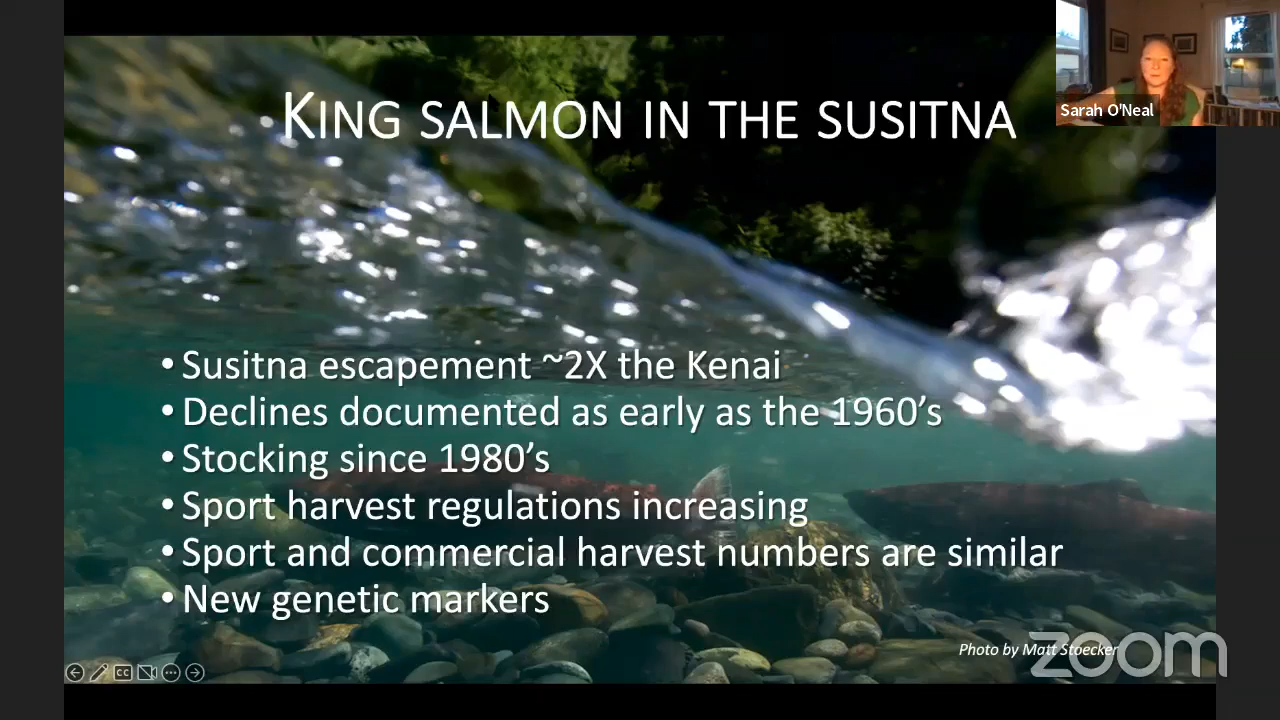 KING SALMON IN THE SUSITNA
Sarah O'Neal
• Susitna escapement ~2X the Kenai
• Declines documented as early as the 1960's
• Stocking since 1980's
• Sport harvest regulations increasing
• Sport and commercial harvest numbers are similar
• New genetic markers
Photo by Matt Stoecker
zoom
CC